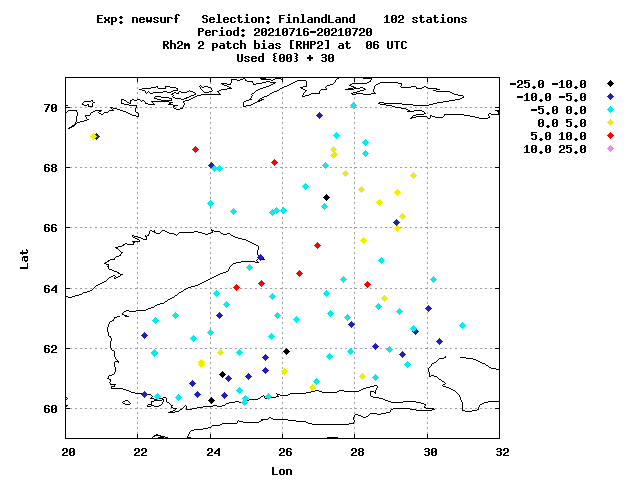 Exp: newsurf Selection: FinlandLand 102 stations
Period: 20210716-20210720
Rh2m 2 patch bias [RHP2] at 06 UTC
Used {00} + 30
-25.0 -10.0
-10.0 -5.0
-5.0 0.0
0.0 5.0
5.0 10.0
10.0 25.0
70
68
66
64
62
60
Lat
20 22 24 26 28 30 32
Lon